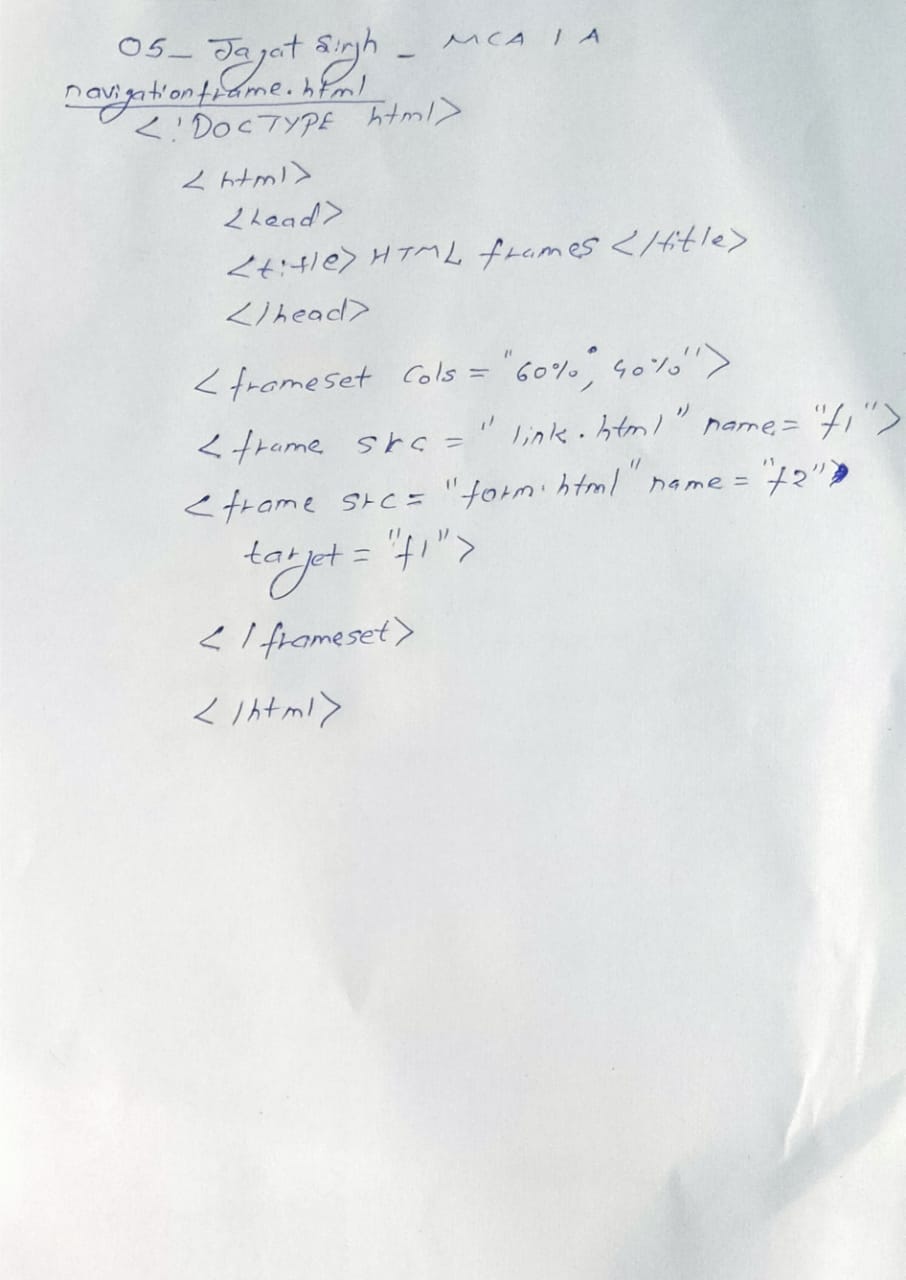 05_ Jagat Singh _ MCA 1 A
navigationframe.html
<!DOCTYPE html>
<html>
<head>
<title> HTML frames </title>
</head>
<frameset Cols = "60%, 40%">
<frame src = "link.html" name = "f1">
<frame src = "form.html" name = "f2"
target = "f1">
</frameset>
</html>